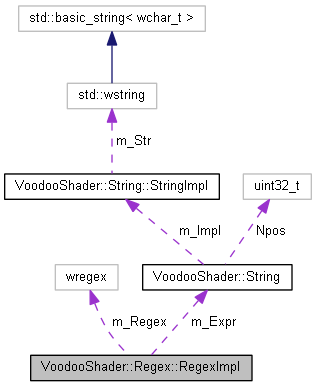 std::basic_string< wchar_t >
std::wstring
m_Str
VoodooShader::String::StringImpl
uint32_t
m_Impl
Npos
wregex
VoodooShader::String
m_Regex
m_Expr
VoodooShader::Regex::RegexImpl